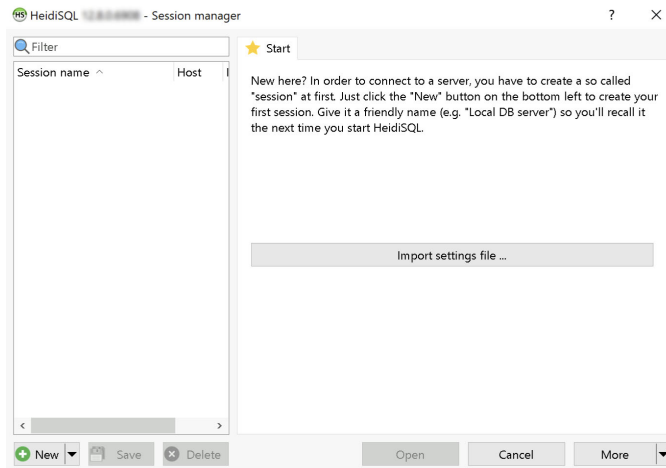 HeidiSQL - Session manager
? ×
Filter
Start
Session name Host
New here? In order to connect to a server, you have to create a so called
"session" at first. Just click the "New" button on the bottom left to create your
first session. Give it a friendly name (e.g. "Local DB server") so you'll recall it
the next time you start HeidiSQL.
Import settings file ...
New Save Delete Open Cancel More